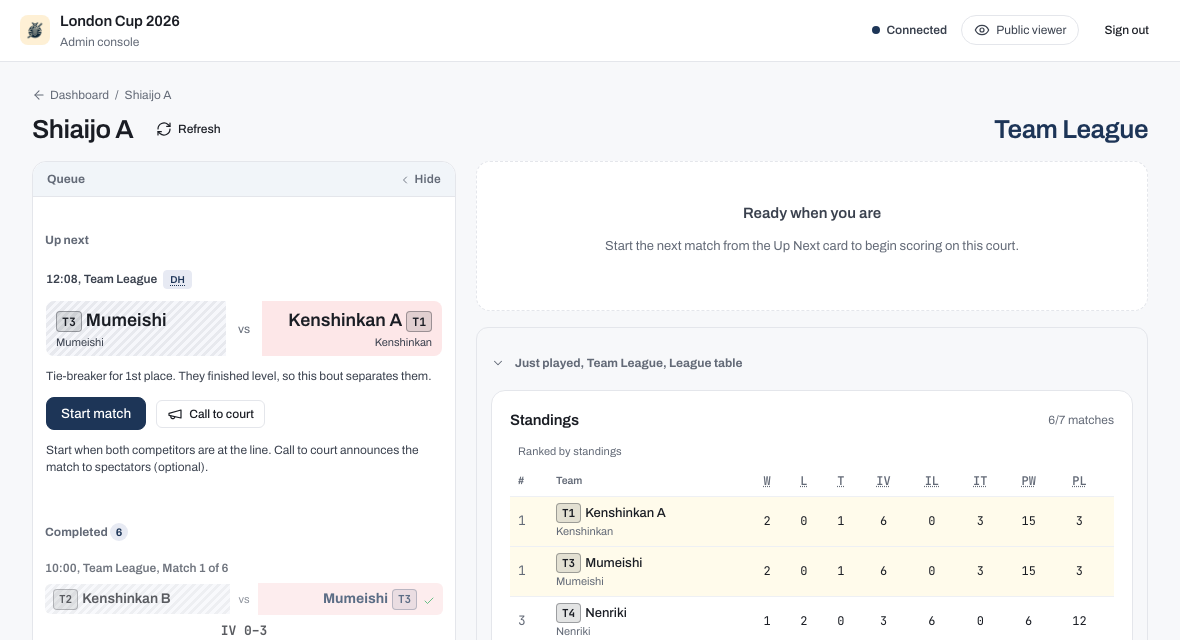 London Cup 2026
Admin console
Connected
Public viewer
Sign out
Dashboard / Shiaijo A
Shiaijo A
Refresh
Team League
Queue
Hide
Up next
12:08, Team League DH
T3 Mumeishi
Mumeishi
vs
Kenshinkan A T1
Kenshinkan
Tie-breaker for 1st place. They finished level, so this bout separates them.
Start match
Call to court
Start when both competitors are at the line. Call to court announces the
match to spectators (optional).
Completed 6
10:00, Team League, Match 1 of 6
T2 Kenshinkan B vs Mumeishi T3
IV 0–3
Ready when you are
Start the next match from the Up Next card to begin scoring on this court.
Just played, Team League, League table
Standings
6/7 matches
Ranked by standings
# Team W L T IV IL IT PW PL
1 T1 Kenshinkan A 2 0 1 6 0 3 15 3
Kenshinkan
1 T3 Mumeishi 2 0 1 6 0 3 15 3
Mumeishi
3 T4 Nenriki 1 2 0 3 6 0 6 12
Nenriki